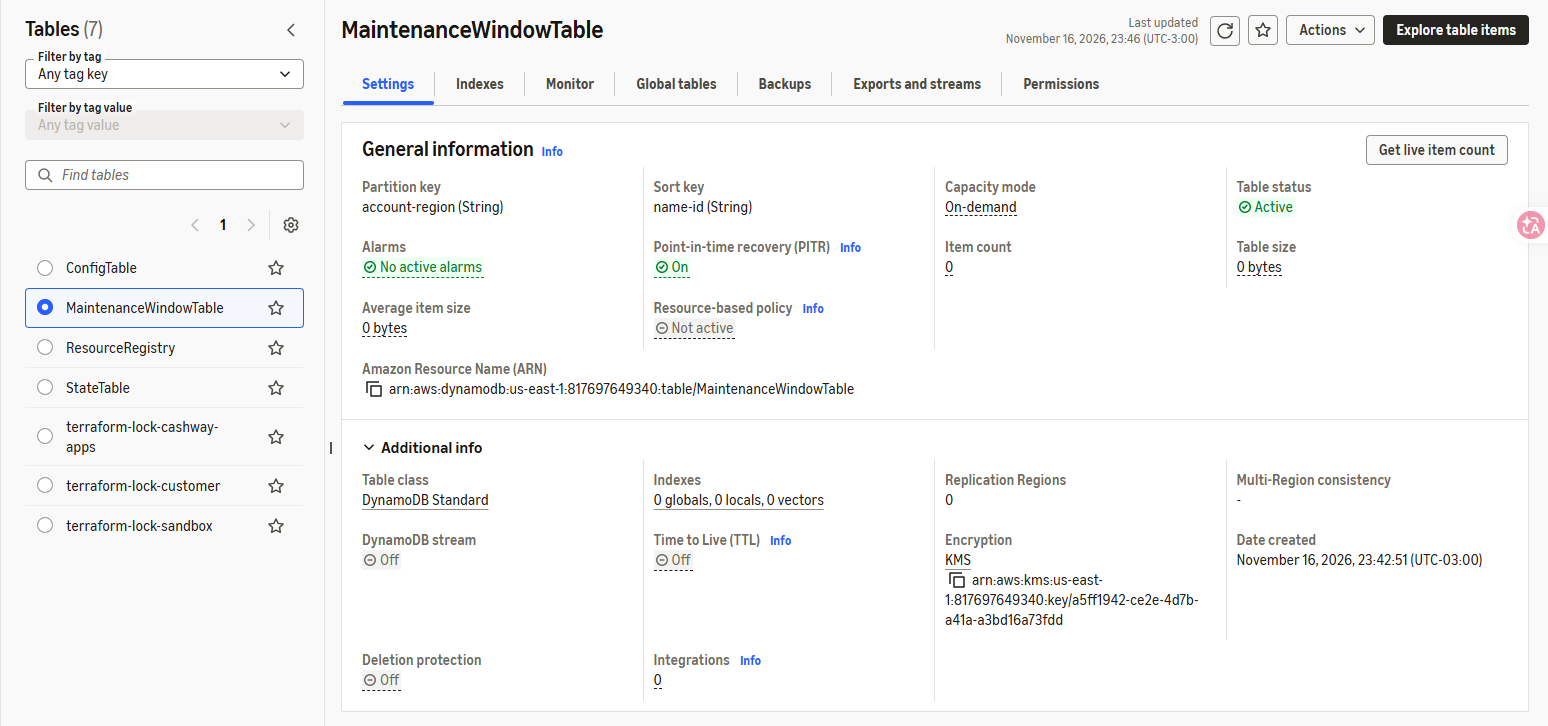 Tables (7)
Filter by tag
Any tag key
Filter by tag value
Any tag value
Find tables
1
ConfigTable
MaintenanceWindowTable
ResourceRegistry
StateTable
terraform-lock-cashway-
apps
terraform-lock-customer
terraform-lock-sandbox
MaintenanceWindowTable
Last updated
November 16, 2026, 23:46 (UTC-3:00)
Actions
Explore table items
Settings
Indexes
Monitor
Global tables
Backups
Exports and streams
Permissions
General information Info
Get live item count
Partition key
account-region (String)
Sort key
name-id (String)
Capacity mode
On-demand
Table status
Active
Alarms
No active alarms
Point-in-time recovery (PITR) Info
On
Item count
0
Table size
0 bytes
Average item size
0 bytes
Resource-based policy Info
Not active
Amazon Resource Name (ARN)
arn:aws:dynamodb:us-east-1:817697649340:table/MaintenanceWindowTable
Additional info
Table class
DynamoDB Standard
Indexes
0 globals, 0 locals, 0 vectors
Replication Regions
0
Multi-Region consistency
-
DynamoDB stream
Off
Time to Live (TTL) Info
Off
Encryption
KMS
arn:aws:kms:us-east-
1:817697649340:key/a5ff1942-ce2e-4d7b-
a41a-a3bd16a73fdd
Date created
November 16, 2026, 23:42:51 (UTC-03:00)
Deletion protection
Off
Integrations Info
0